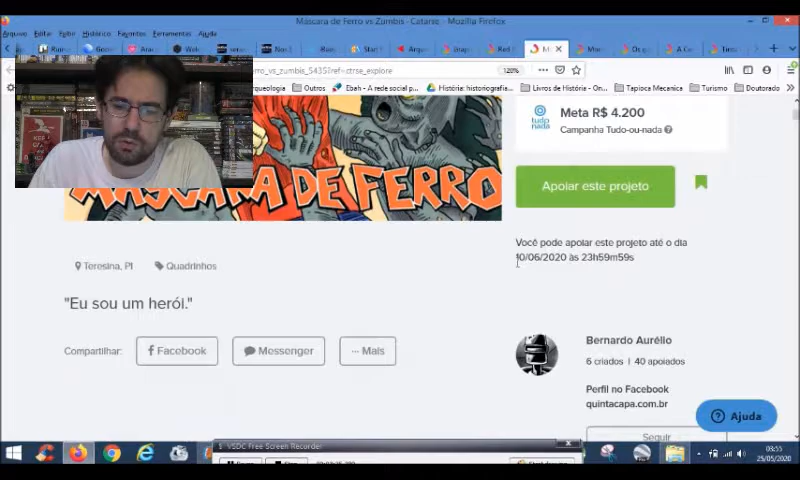 Máscara de Ferro vs Zumbis - Catarse - Mozilla Firefox
Arquivo Editar Exibir Histórico Favoritos Ferramentas Ajuda
erro_vs_zumbis_5435?ref=ctrse_explore
120%
Outros
Ebah - A rede social p...
História: historiografia...
Livros de História - On...
Tapioca Mecanica
Turismo
Doutorado
MÁSCARA DE FERRO
tudo
nada
Meta R$ 4.200
Campanha Tudo-ou-nada
Apoiar este projeto
Você pode apoiar este projeto até o dia
10/06/2020 às 23h59m59s
Teresina, PI
Quadrinhos
"Eu sou um herói."
Compartilhar:
Facebook
Messenger
··· Mais
Bernardo Aurélio
6 criados | 40 apoiados
Perfil no Facebook
quintacapa.com.br
Seguir
Ajuda
VSDC Free Screen Recorder
03:55
25/05/2020